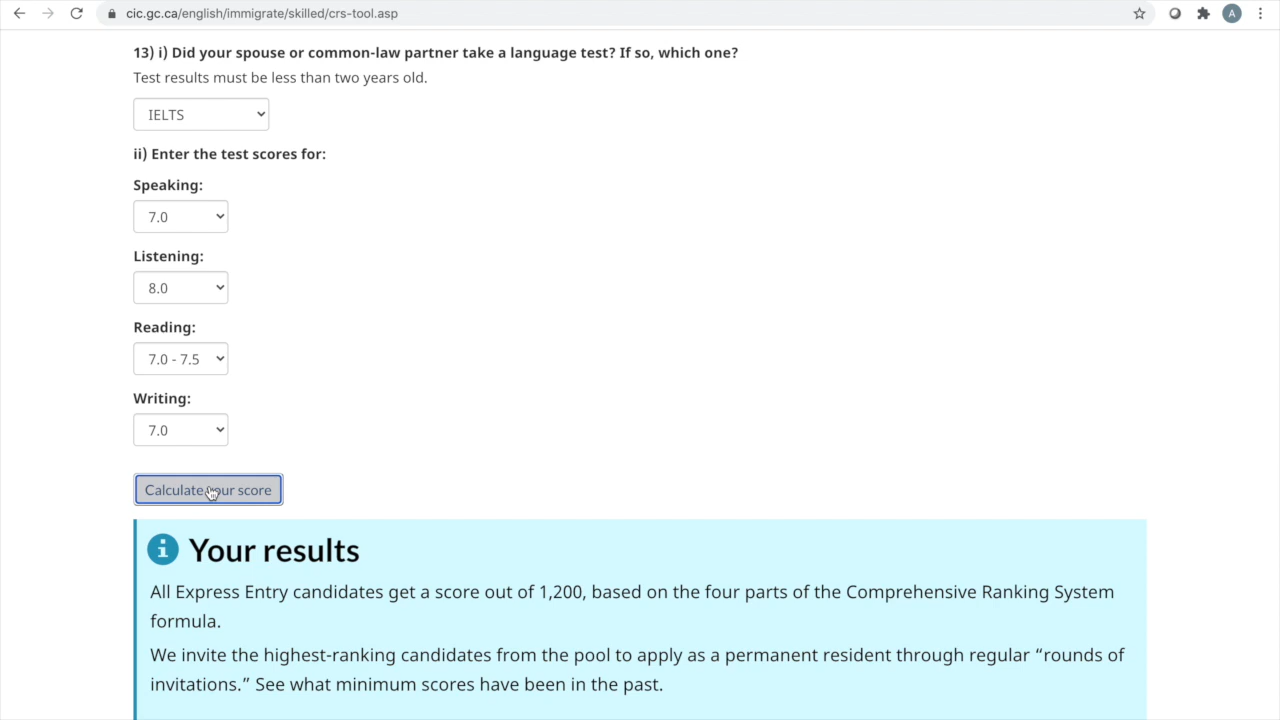 cic.gc.ca/english/immigrate/skilled/crs-tool.asp
A
13) i) Did your spouse or common-law partner take a language test? If so, which one?
Test results must be less than two years old.
IELTS
ii) Enter the test scores for:
Speaking:
7.0
Listening:
8.0
Reading:
7.0 - 7.5
Writing:
7.0
Calculate your score
Your results
All Express Entry candidates get a score out of 1,200, based on the four parts of the Comprehensive Ranking System
formula.
We invite the highest-ranking candidates from the pool to apply as a permanent resident through regular “rounds of
invitations.” See what minimum scores have been in the past.